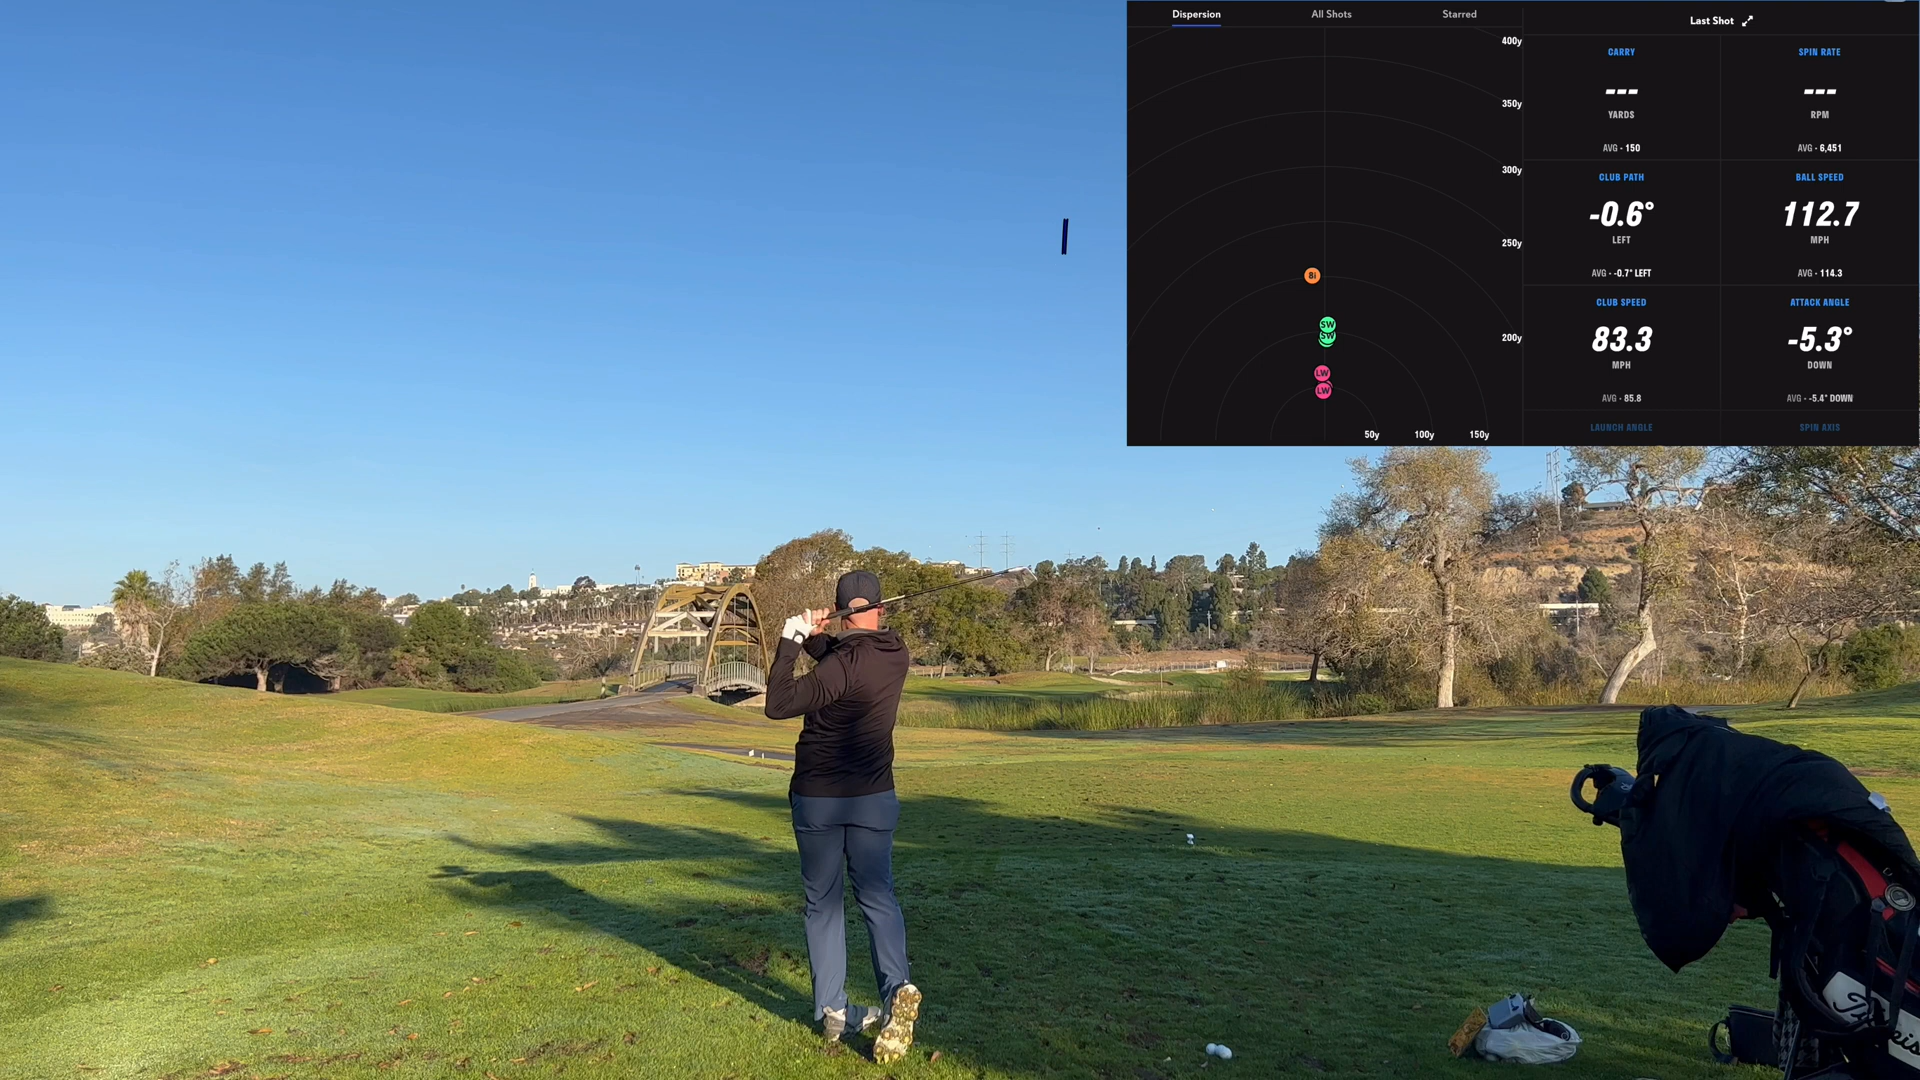 Dispersion All Shots Starred
Last Shot
400y
350y
300y
250y
200y
50y 100y 150y
8i
SW
SW
LW
LW
CARRY
---
YARDS
AVG - 150
SPIN RATE
---
RPM
AVG - 6,451
CLUB PATH
-0.6°
LEFT
AVG - -0.7° LEFT
BALL SPEED
112.7
MPH
AVG - 114.3
CLUB SPEED
83.3
MPH
AVG - 85.8
ATTACK ANGLE
-5.3°
DOWN
AVG - -5.4° DOWN
LAUNCH ANGLE
SPIN AXIS